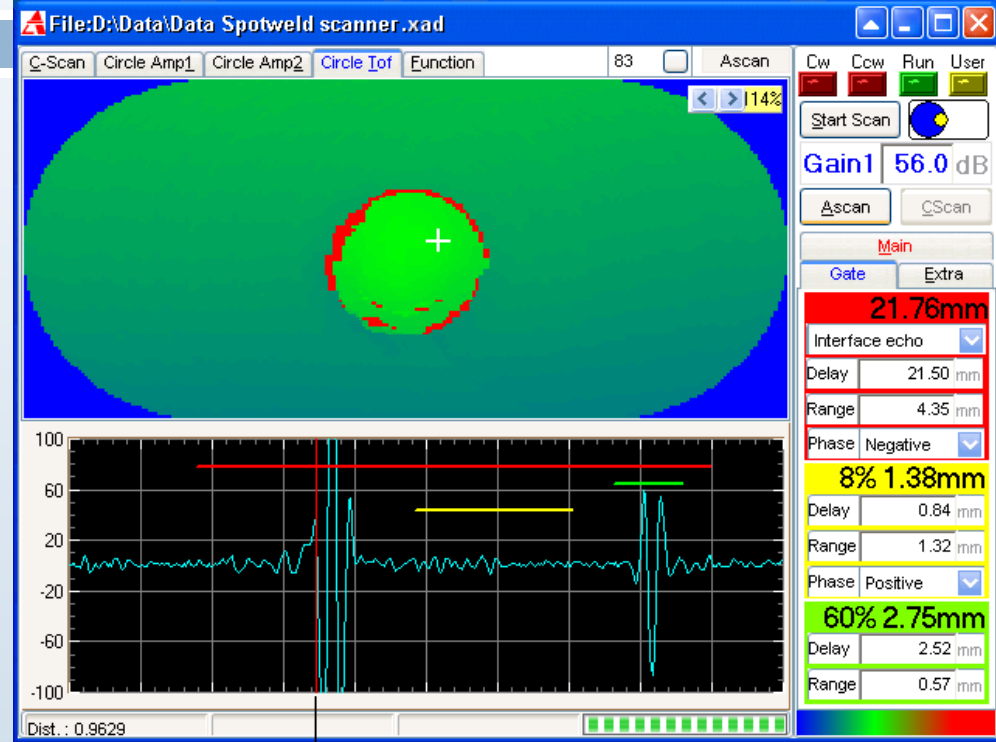 File:D:\Data\Data Spotweld scanner.xad
C-Scan Circle Amp1 Circle Amp2 Circle Tof Function 83 Ascan
14%
Cw Ccw Run User
Start Scan
Gain1 56.0 dB
Ascan CScan
Main
Gate Extra
21.76mm
Interface echo
Delay 21.50 mm
Range 4.35 mm
Phase Negative
8% 1.38mm
Delay 0.84 mm
Range 1.32 mm
Phase Positive
60% 2.75mm
Delay 2.52 mm
Range 0.57 mm
100
60
20
-20
-60
-100
Dist. : 0.9629